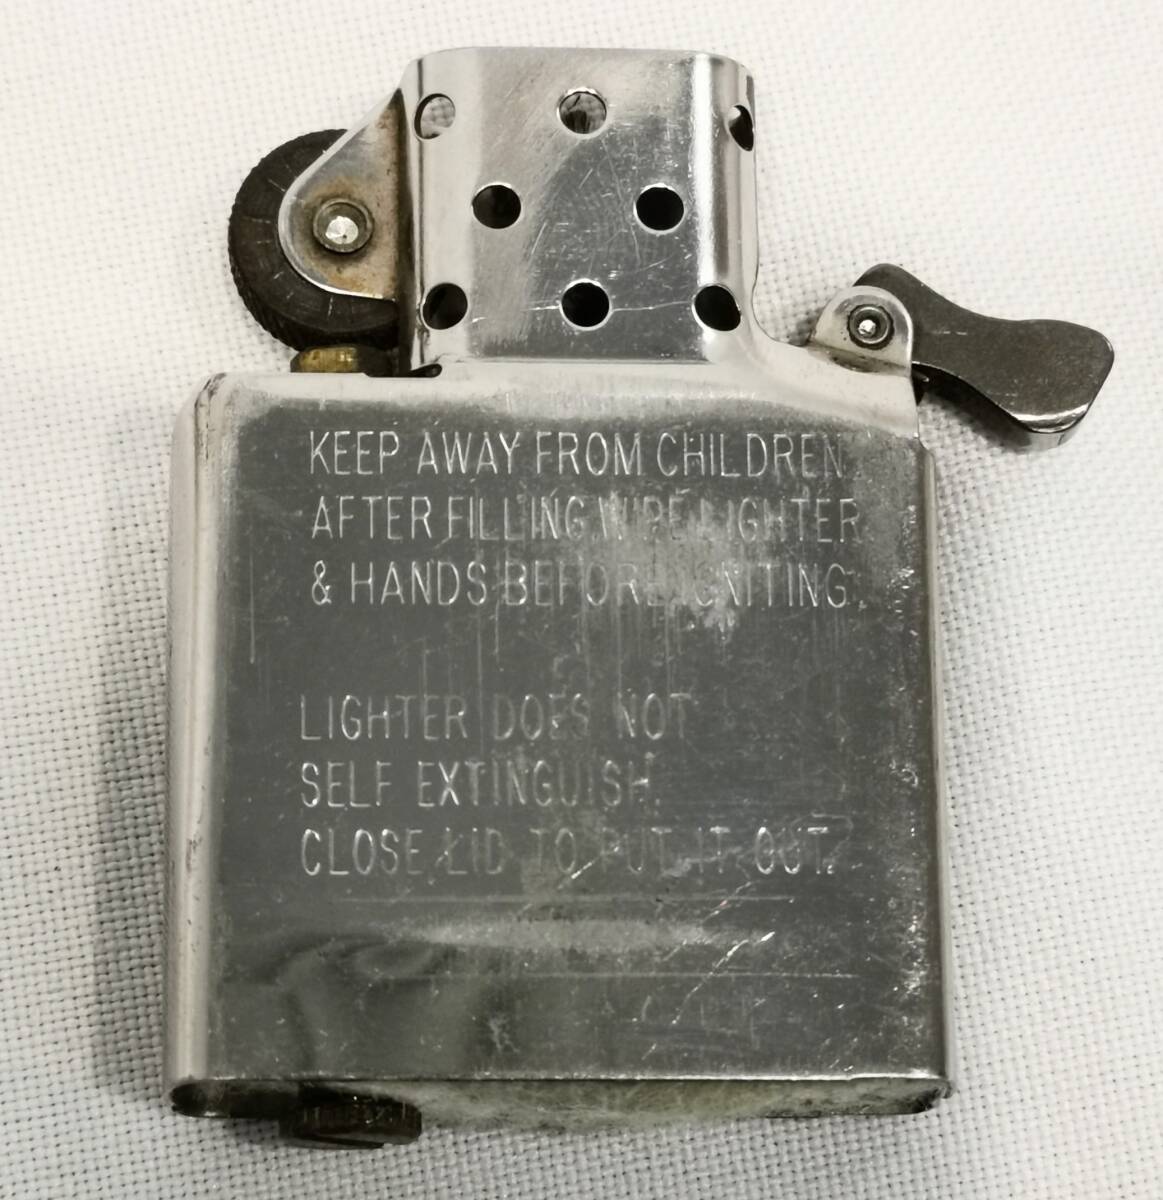 KEEP AWAY FROM CHILDREN
AFTER FILLING WIPE LIGHTER
& HANDS BEFORE IGNITING.
LIGHTER DOES NOT
SELF EXTINGUISH.
CLOSE LID TO PUT IT OUT.